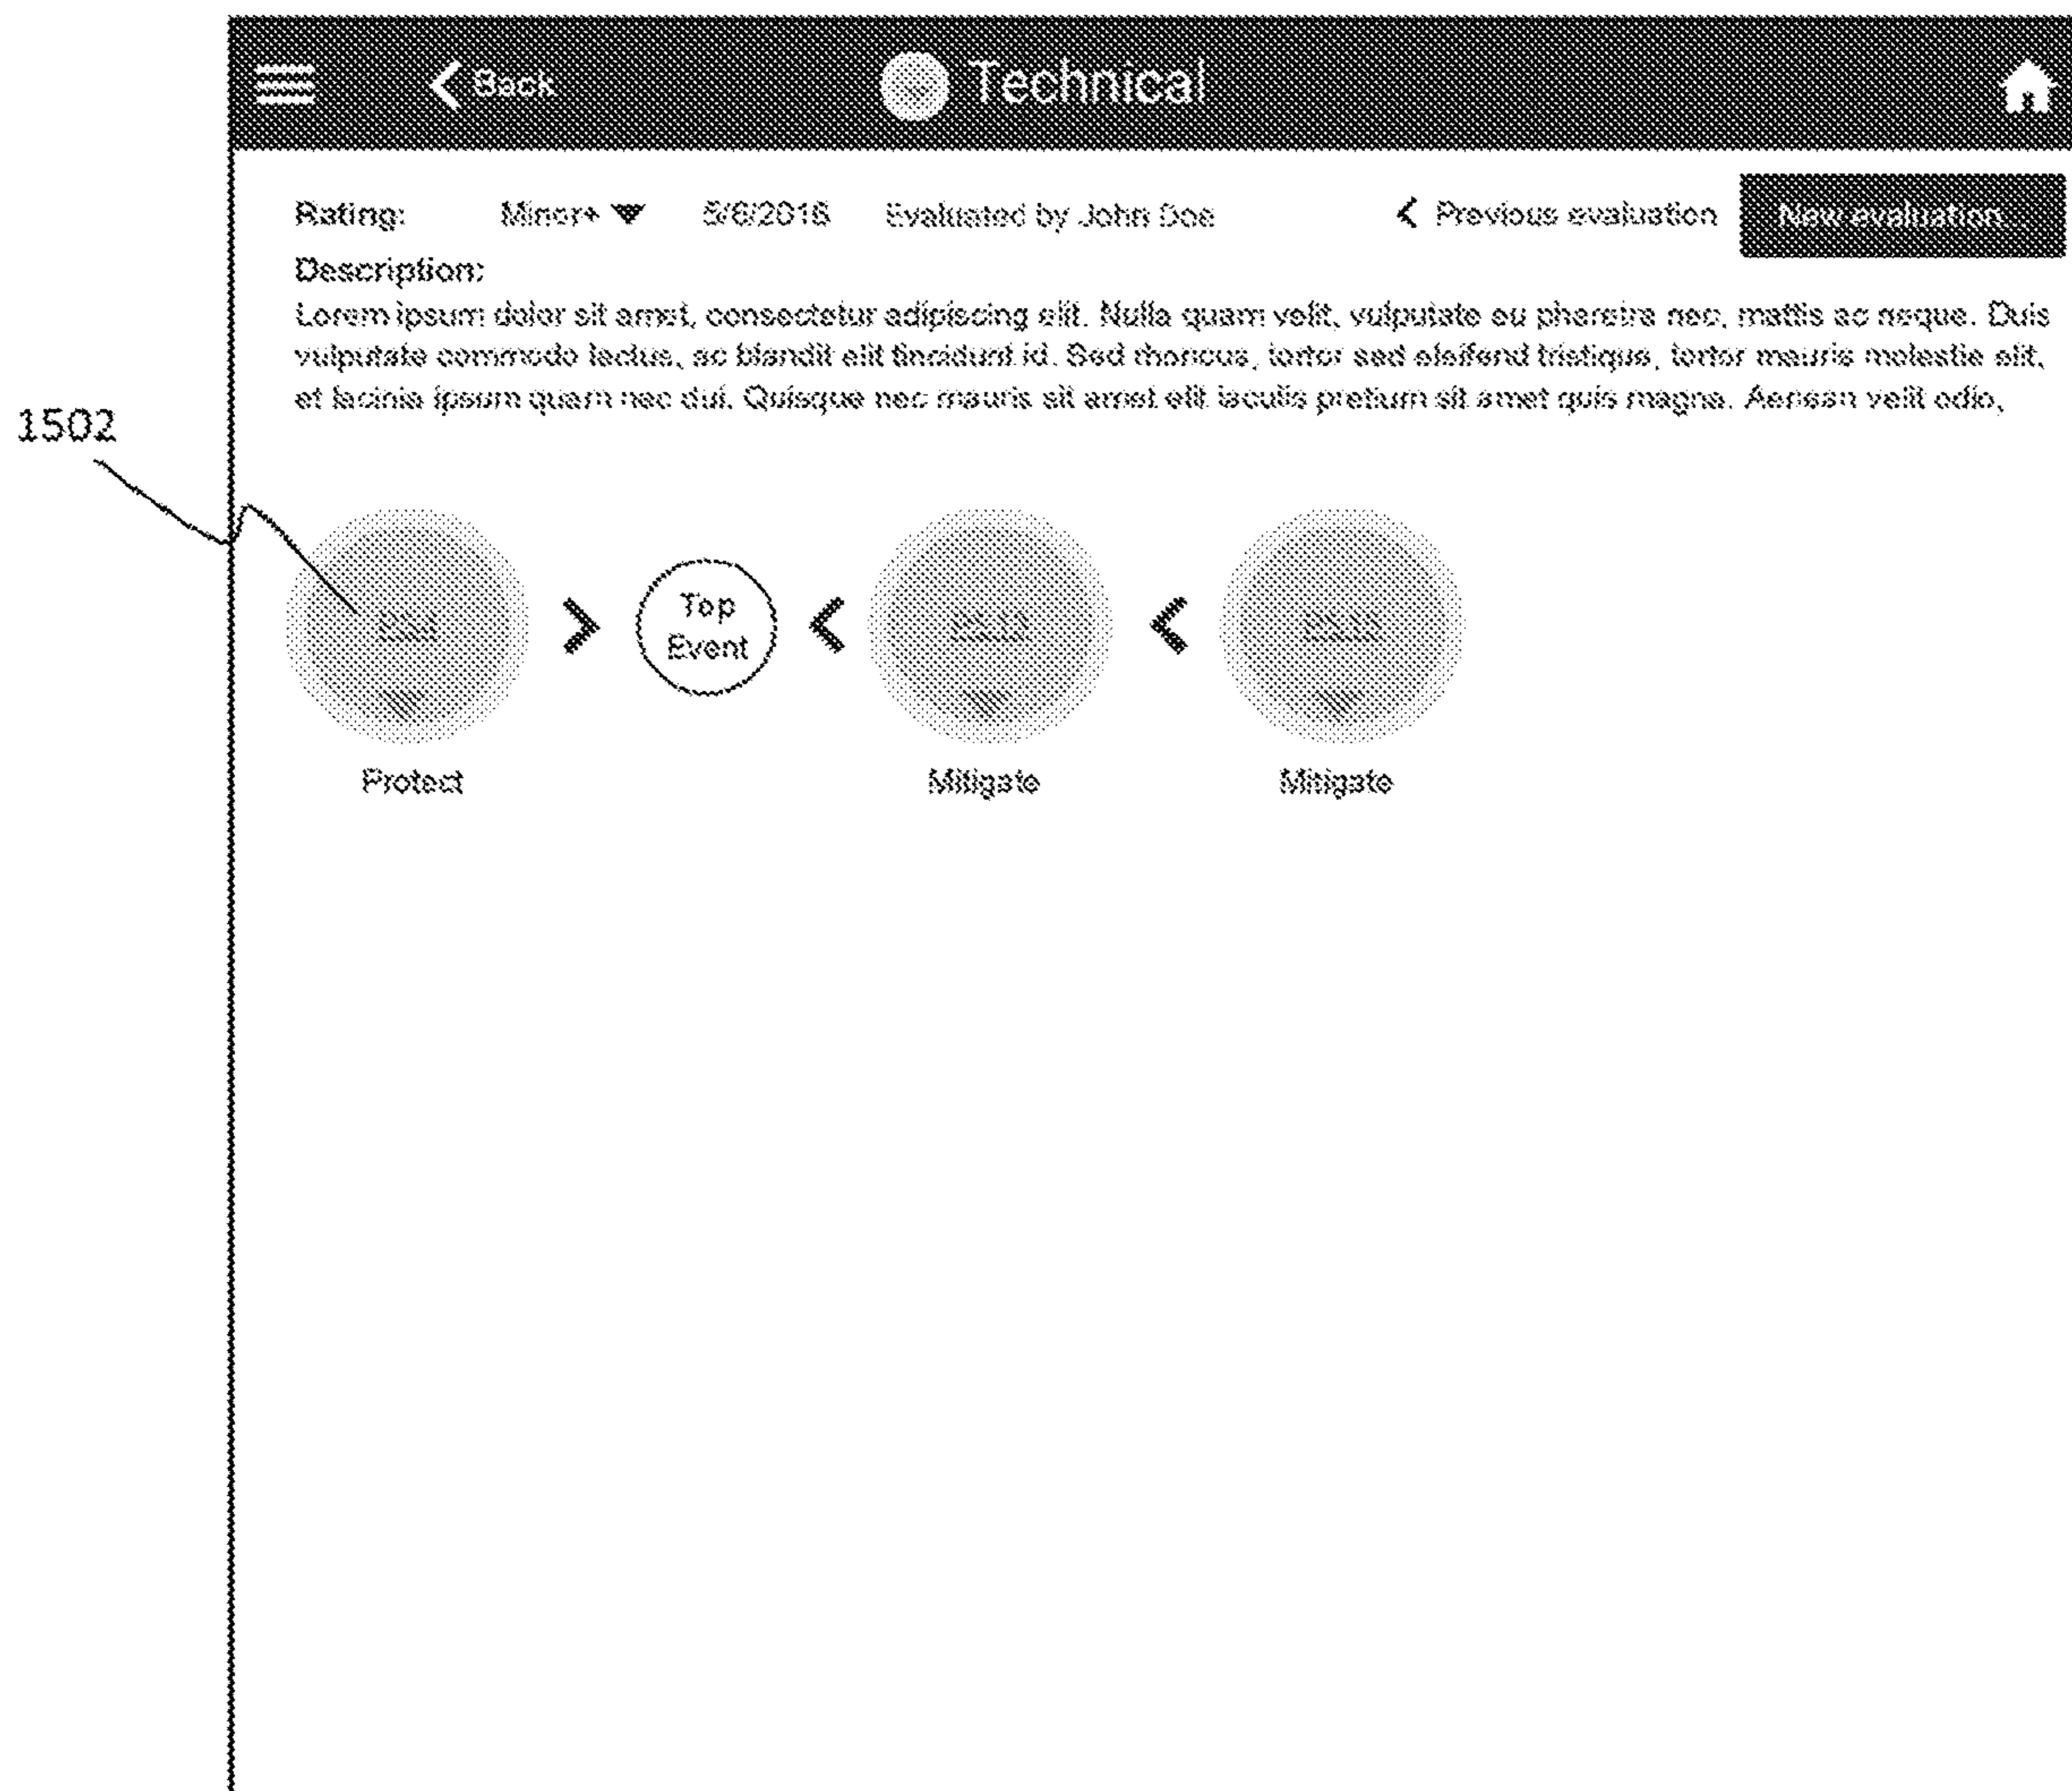 Back Technical
Rating: Minor+ 5/6/2016 Evaluated by John Doe Previous evaluation New evaluation...
Description:
Lorem ipsum dolor sit amet, consectetur adipiscing elit. Nulla quam velit, vulputate eu pharetra nec, mattis ac neque. Duis
vulputate commodo lectus, ac blandit elit tincidunt id. Sed rhoncus, tortor sed eleifend tristique, tortor mauris molestie elit,
et lacinia ipsum quam nec dui. Quisque nec mauris sit amet elit iaculis pretium sit amet quis magna. Aenean velit odio,
1502
Top
Event
Protect Mitigate Mitigate